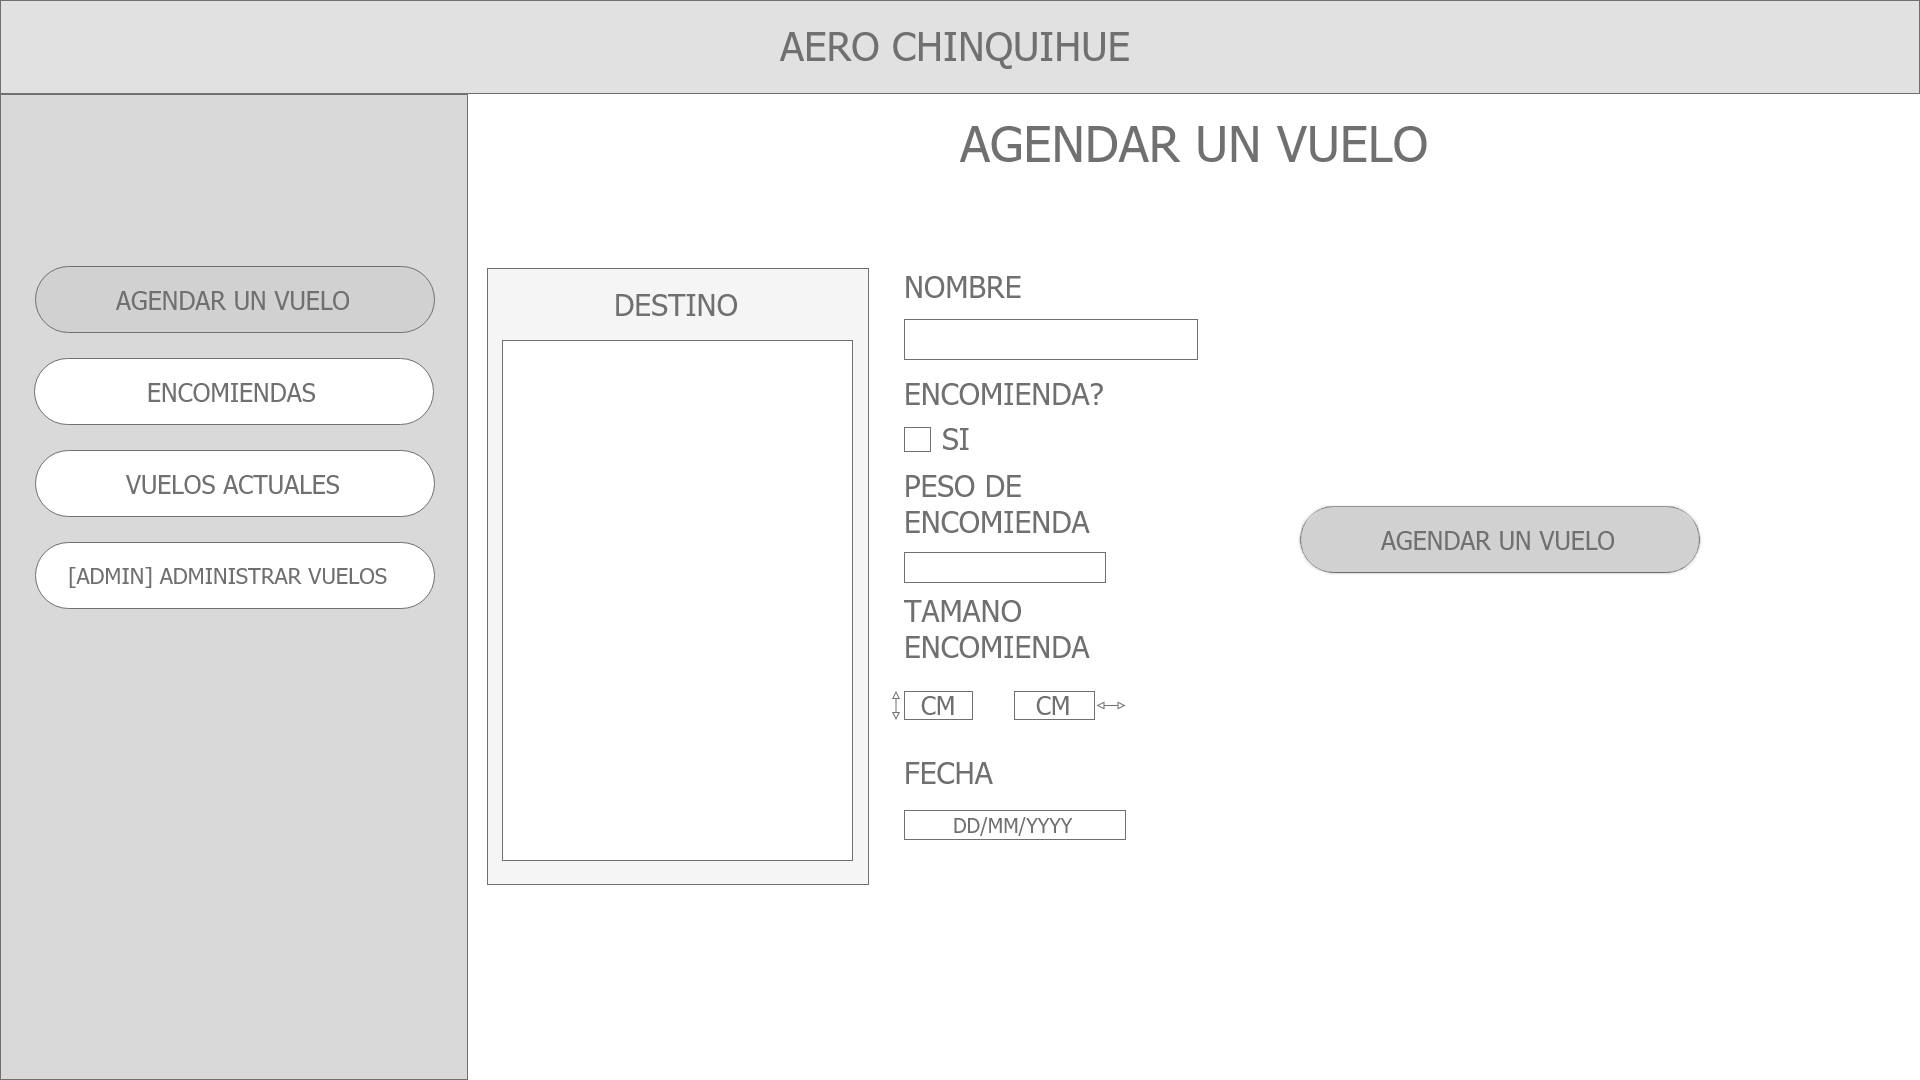 AERO CHINQUIHUE
AGENDAR UN VUELO
AGENDAR UN VUELO
ENCOMIENDAS
VUELOS ACTUALES
[ADMIN] ADMINISTRAR VUELOS
DESTINO
NOMBRE
ENCOMIENDA?
SI
PESO DE
ENCOMIENDA
TAMANO
ENCOMIENDA
CM CM
FECHA
DD/MM/YYYY
AGENDAR UN VUELO